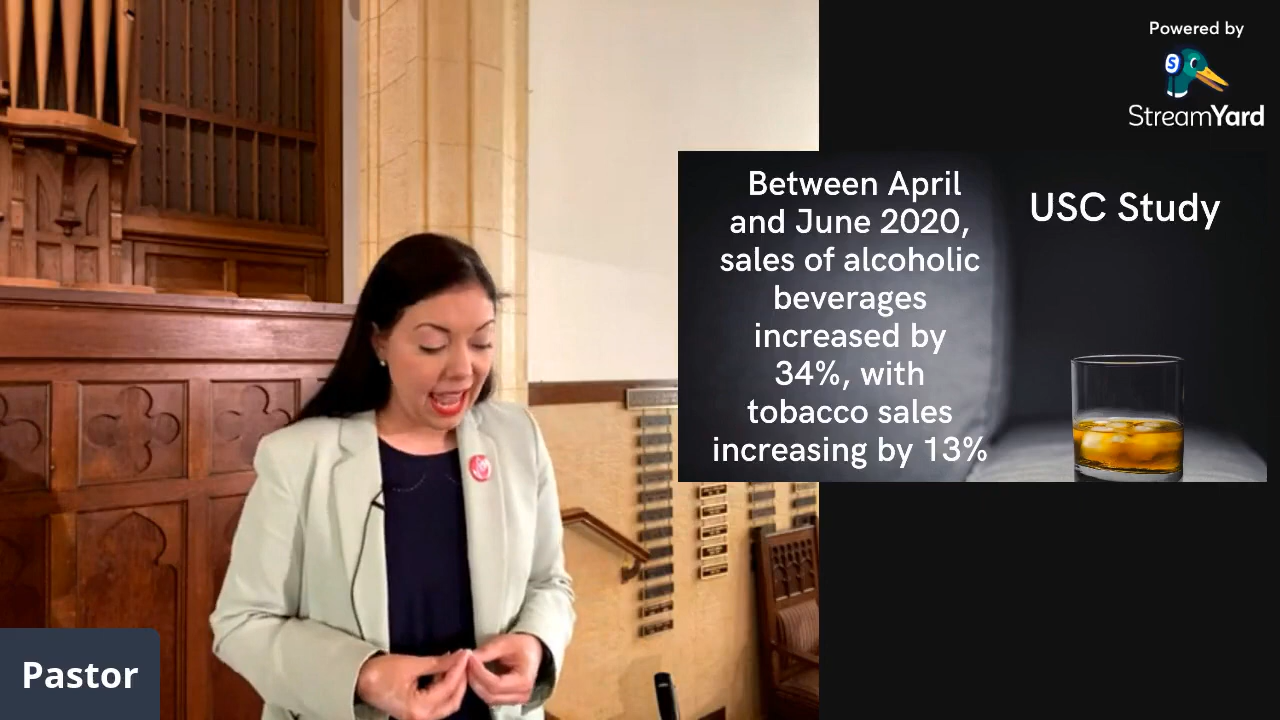 Powered by
S
StreamYard
Between April
and June 2020,
sales of alcoholic
beverages
increased by
34%, with
tobacco sales
increasing by 13%
USC Study
Pastor